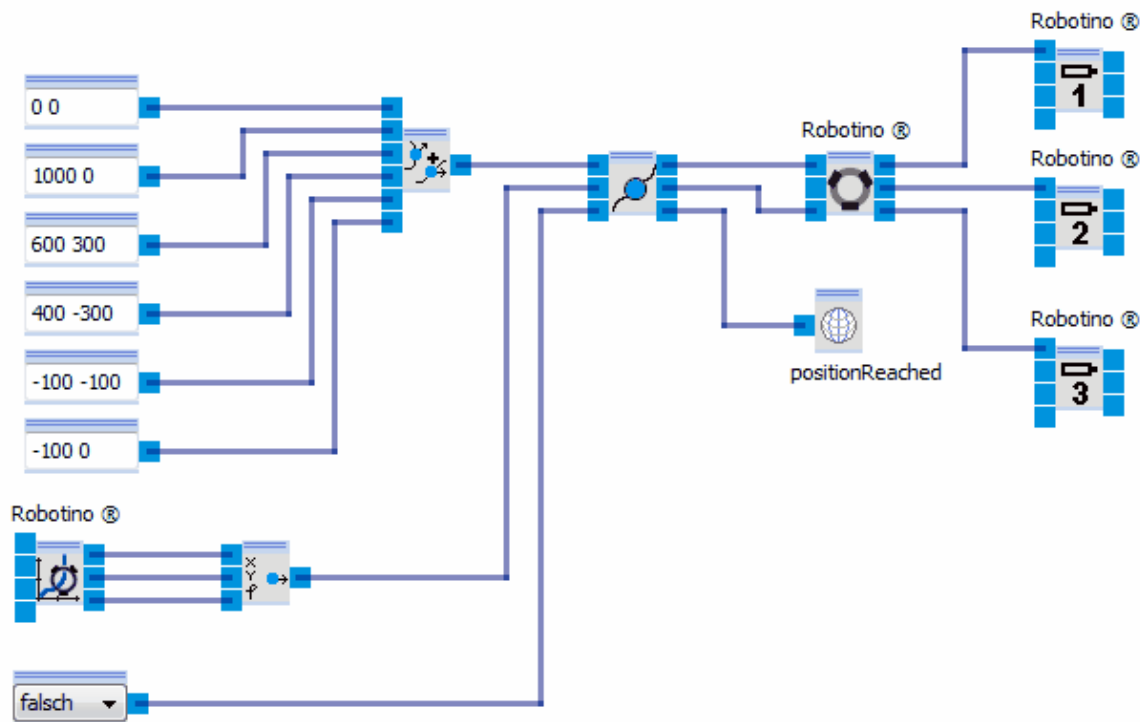 Robotino ®
1
0 0
Robotino ®
1000 0
Robotino ®
2
600 300
400 -300
Robotino ®
positionReached
3
-100 -100
-100 0
Robotino ®
X
Y
φ
falsch